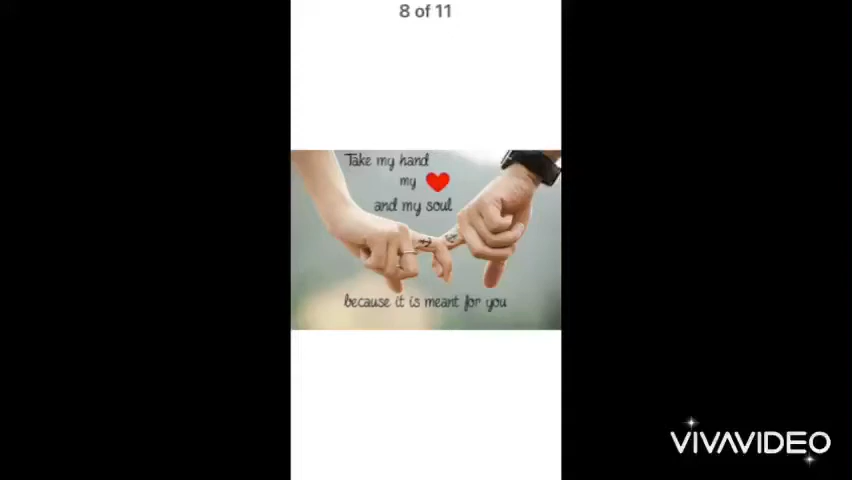 8 of 11
Take my hand
my
and my soul
because it is meant for you
VIVAVIDEO